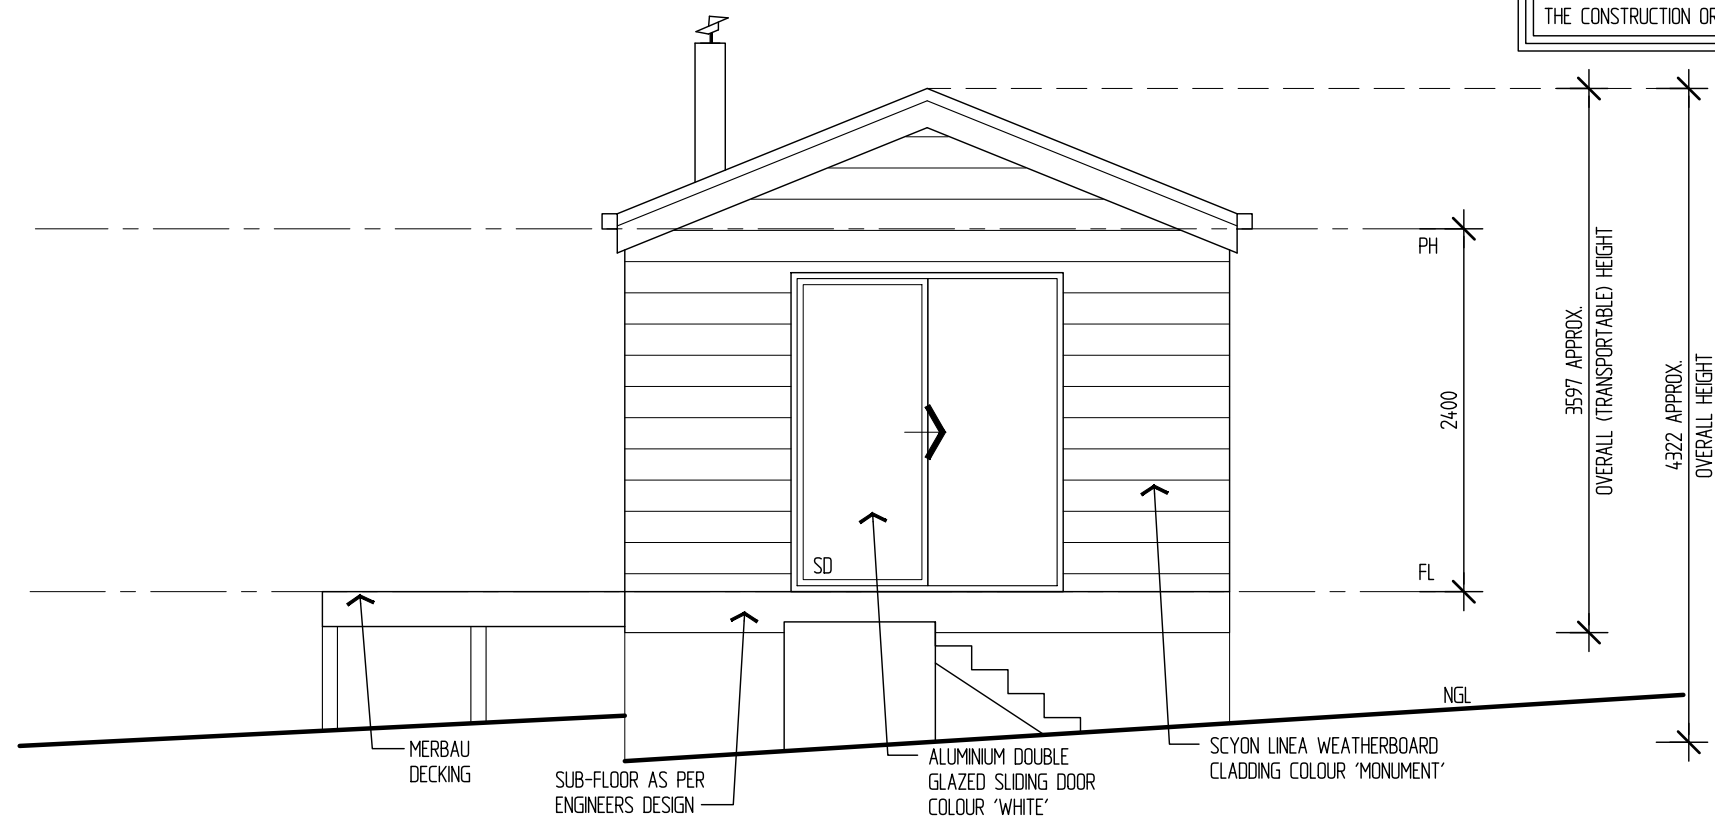 THE CONSTRUCTION OR
PH
3597 APPROX.
OVERALL (TRANSPORTABLE) HEIGHT
4322 APPROX.
OVERALL HEIGHT
2400
SD
FL
NGL
MERBAU
DECKING
SUB-FLOOR AS PER
ENGINEERS DESIGN
ALUMINIUM DOUBLE
GLAZED SLIDING DOOR
COLOUR 'WHITE'
SCYON LINEA WEATHERBOARD
CLADDING COLOUR 'MONUMENT'